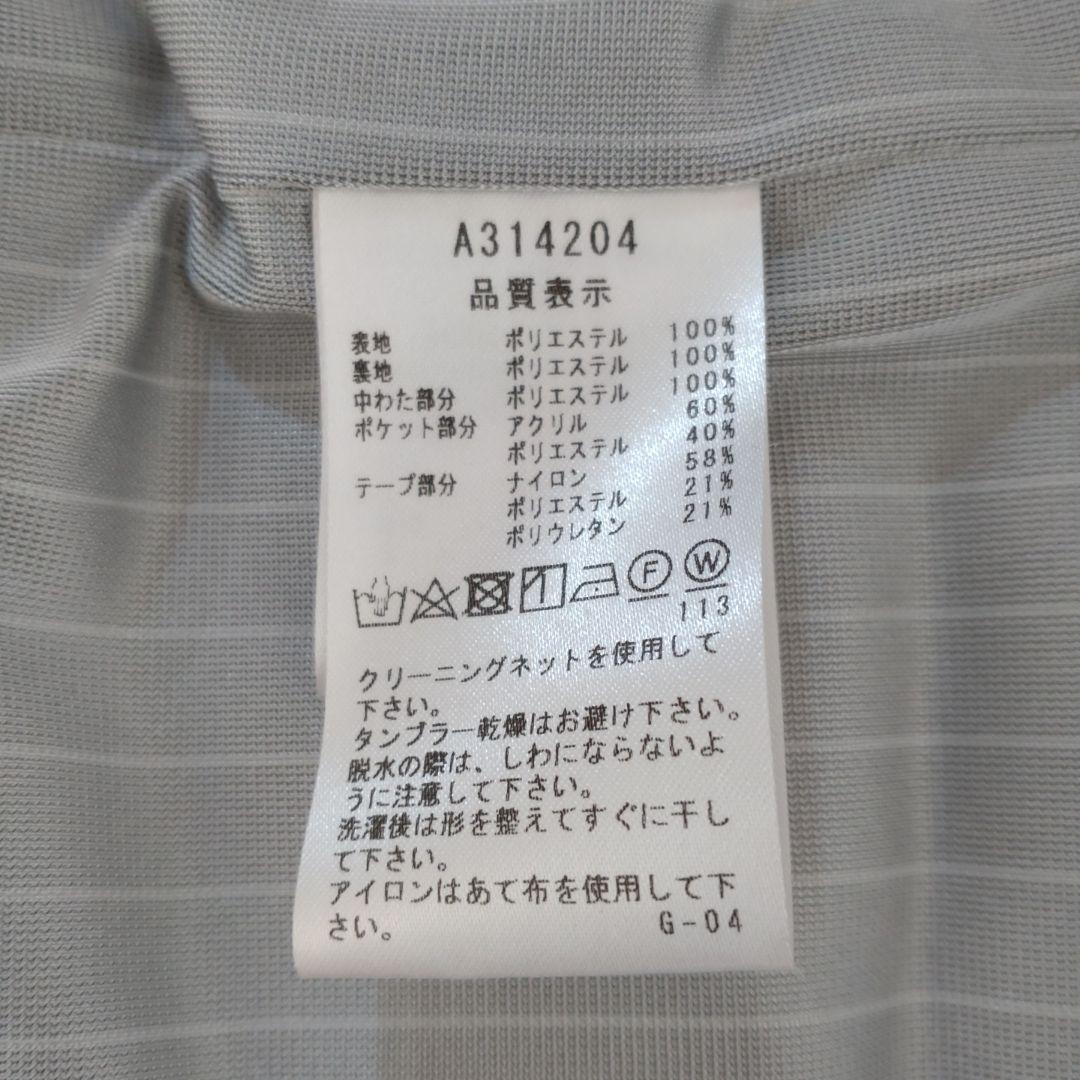 A314204
品質表示
表地 ポリエステル 100%
裏地 ポリエステル 100%
中わた部分 ポリエステル 100%
ポケット部分 アクリル 60%
ポリエステル 40%
テープ部分 ナイロン 58%
ポリエステル 21%
ポリウレタン 21%
F W
113
クリーニングネットを使用して
下さい。
タンブラー乾燥はお避け下さい。
脱水の際は、しわにならないよ
うに注意して下さい。
洗濯後は形を整えてすぐに干し
て下さい。
アイロンはあて布を使用して下
さい。 G-04